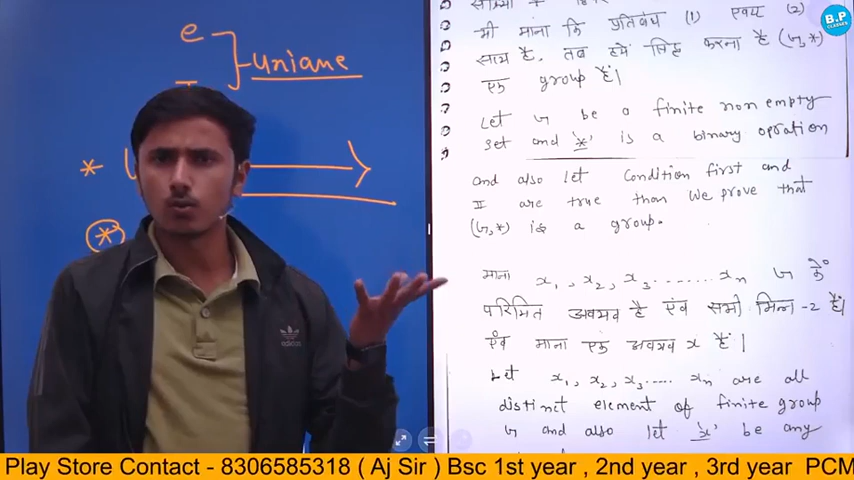 e
uniane
I
*
*
भी माना कि प्रतिबंध (1) एवम (2)
सत्य है, तब हमें सिद्ध करना है (G,*)
एक group हैं।
Let G be a finite non empty
set and '*' is a binary opration
and also let Condition first and
II are true than We prove that
(G,*) is a group.
माना x₁, x₂, x₃ ....... xₙ G के
परिमित अवयव है एंव सभी भिन्न-2 हैं।
एंव माना एक अवयव x हैं।
Let x₁, x₂, x₃.... xₙ are all
distinct element of finite group
G and also let 'x' be any
B.P
CLASSES
adidas
Play Store Contact - 8306585318 ( Aj Sir ) Bsc 1st year , 2nd year , 3rd year PCM